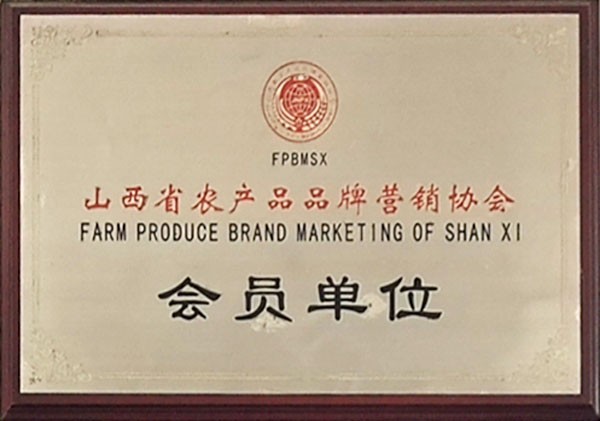 FPBMSX
山西省农产品品牌营销协会
FARM PRODUCE BRAND MARKETING OF SHAN XI
会员单位